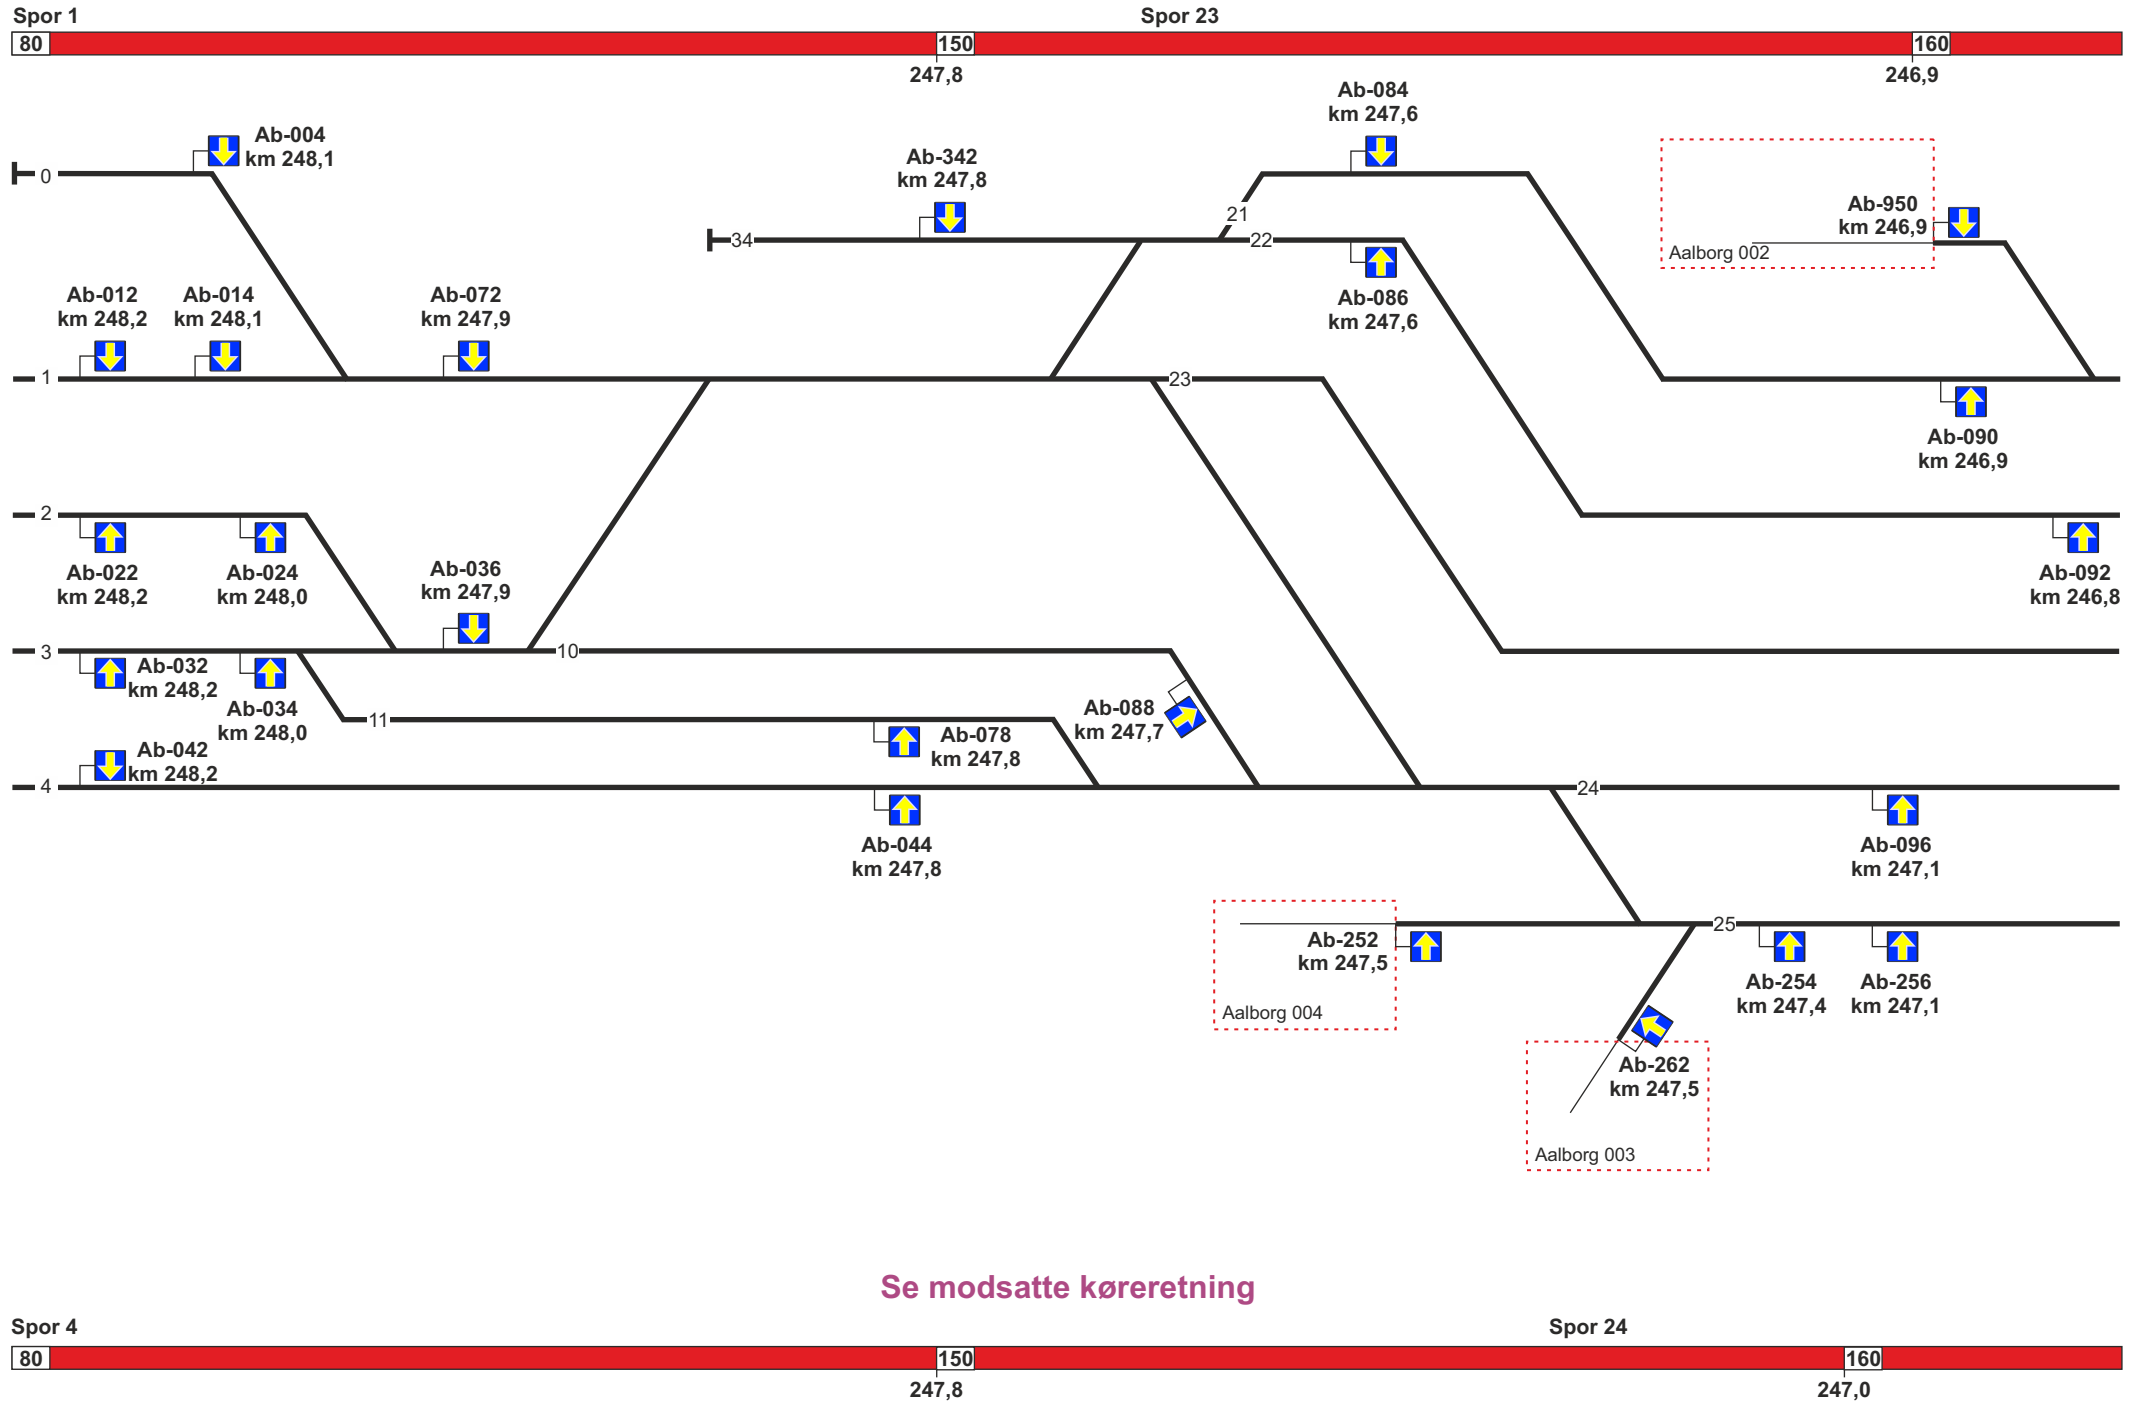 Spor 1
Spor 23
80
150
160
247,8
246,9
Ab-084
km 247,6
Ab-004
km 248,1
Ab-342
km 247,8
0
21
Ab-950
km 246,9
34
22
Aalborg 002
Ab-012
km 248,2
Ab-014
km 248,1
Ab-072
km 247,9
Ab-086
km 247,6
1
23
Ab-090
km 246,9
2
Ab-022
km 248,2
Ab-024
km 248,0
Ab-036
km 247,9
Ab-092
km 246,8
3
10
Ab-032
km 248,2
Ab-034
km 248,0
11
Ab-088
km 247,7
Ab-078
km 247,8
Ab-042
km 248,2
4
24
Ab-044
km 247,8
Ab-096
km 247,1
25
Ab-252
km 247,5
Ab-254
km 247,4
Ab-256
km 247,1
Aalborg 004
Ab-262
km 247,5
Aalborg 003
Se modsatte køreretning
Spor 4
Spor 24
80
150
160
247,8
247,0